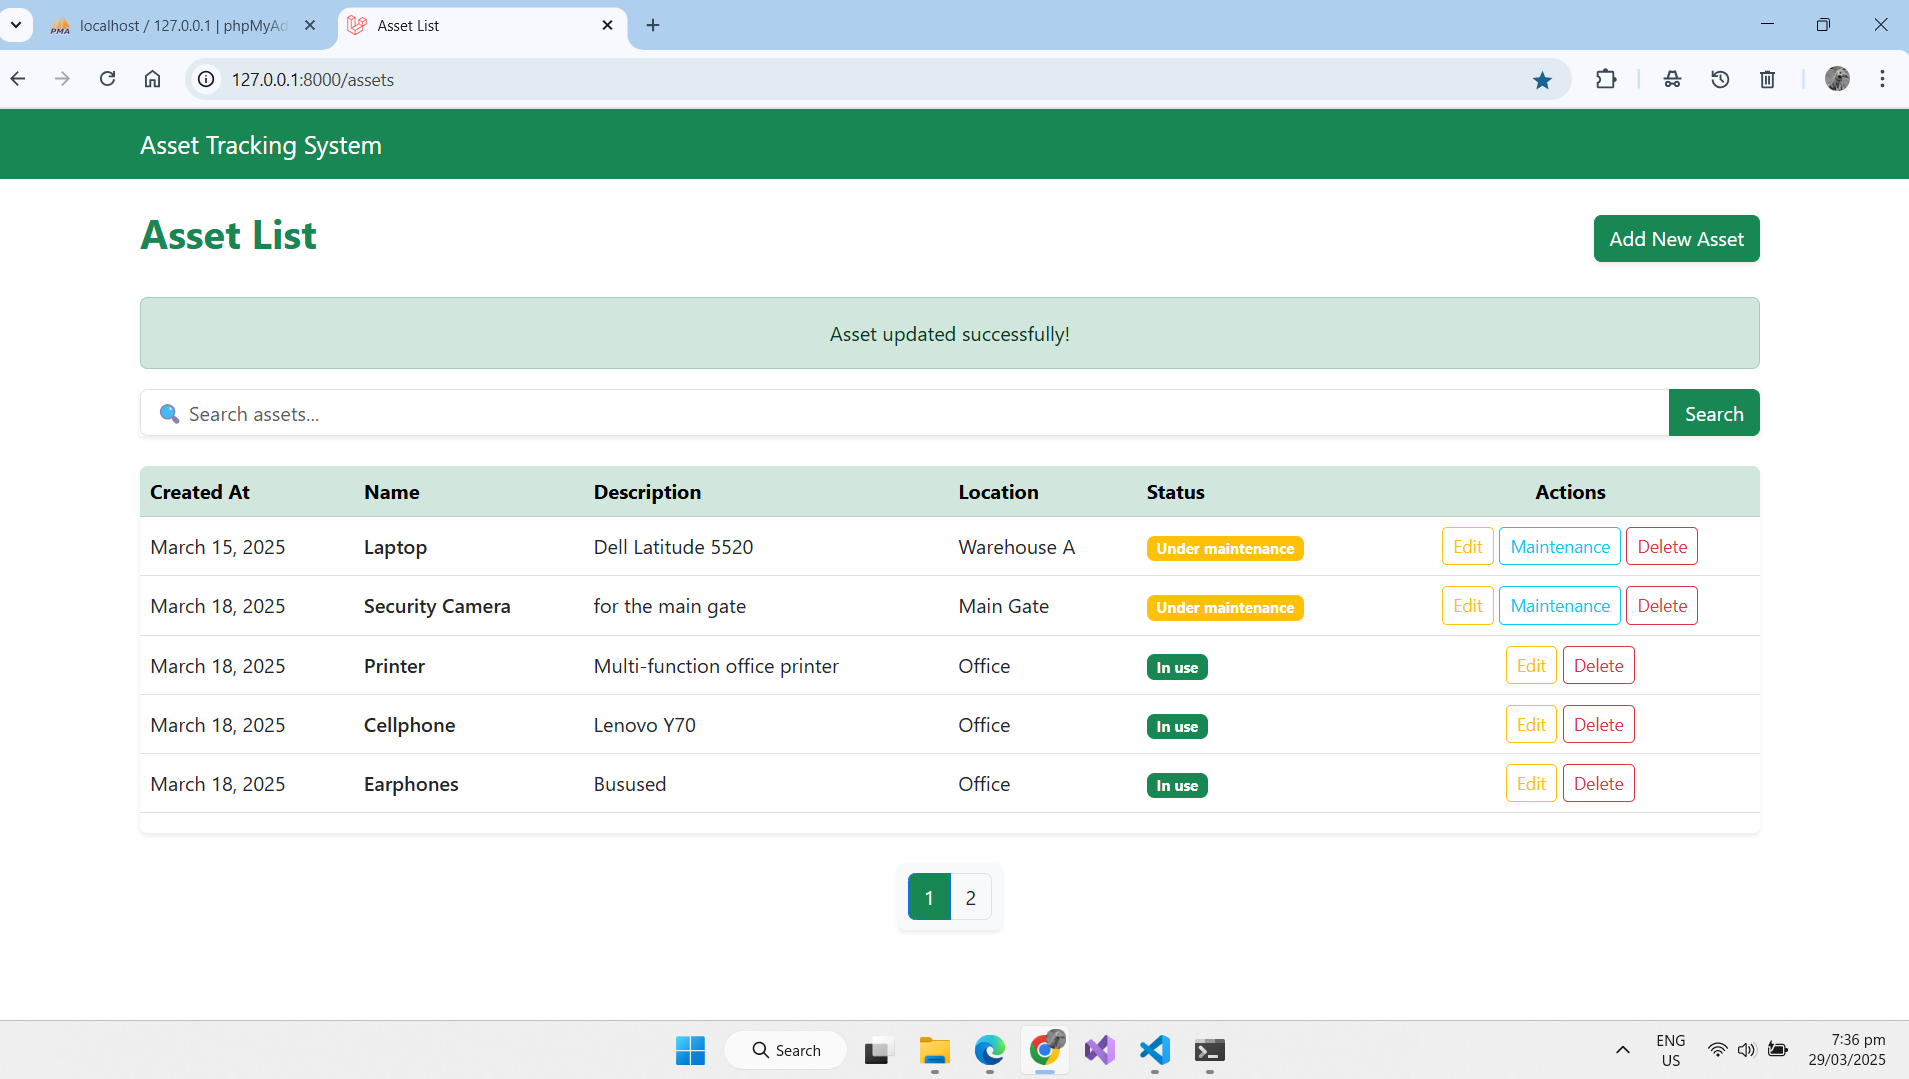 localhost / 127.0.0.1 | phpMyAd
Asset List
127.0.0.1:8000/assets
Asset Tracking System
Asset List
Add New Asset
Asset updated successfully!
Search assets...
Search
Created At Name Description Location Status Actions
March 15, 2025 Laptop Dell Latitude 5520 Warehouse A Under maintenance Edit Maintenance Delete
March 18, 2025 Security Camera for the main gate Main Gate Under maintenance Edit Maintenance Delete
March 18, 2025 Printer Multi-function office printer Office In use Edit Delete
March 18, 2025 Cellphone Lenovo Y70 Office In use Edit Delete
March 18, 2025 Earphones Busused Office In use Edit Delete
1 2
Search
ENG
US
7:36 pm
29/03/2025